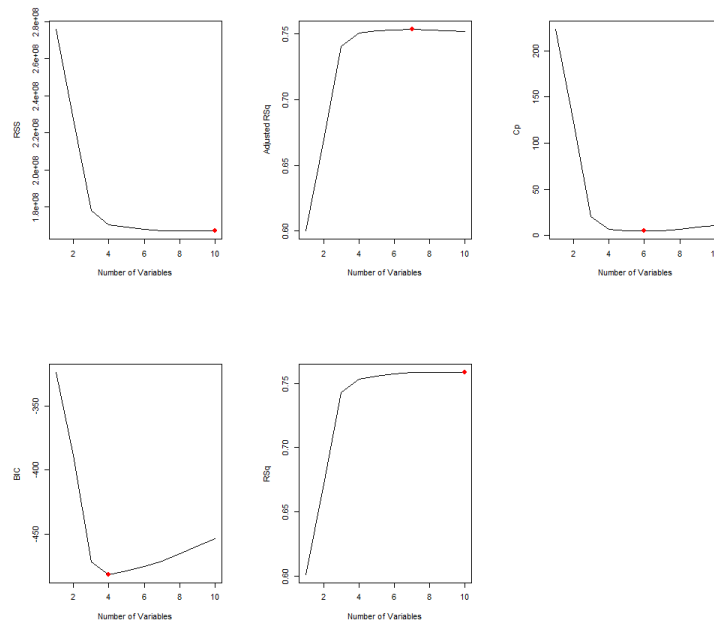 RSS
1.8e+08 2.0e+08 2.2e+08 2.4e+08 2.6e+08 2.8e+08
2 4 6 8 10
Number of Variables
Adjusted RSq
0.60 0.65 0.70 0.75
2 4 6 8 10
Number of Variables
Cp
0 50 100 150 200
2 4 6 8 10
Number of Variables
BIC
-450 -400 -350
2 4 6 8 10
Number of Variables
RSq
0.60 0.65 0.70 0.75
2 4 6 8 10
Number of Variables